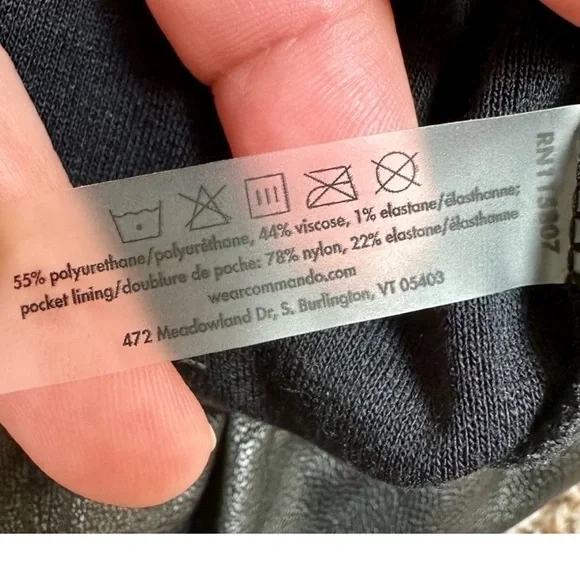 55% polyurethane/polyuréthane, 44% viscose, 1% elastane/élasthanne;
pocket lining/doublure de poche: 78% nylon, 22% elastane/élasthanne
wearcommando.com
472 Meadowland Dr, S. Burlington, VT 05403
RN115807